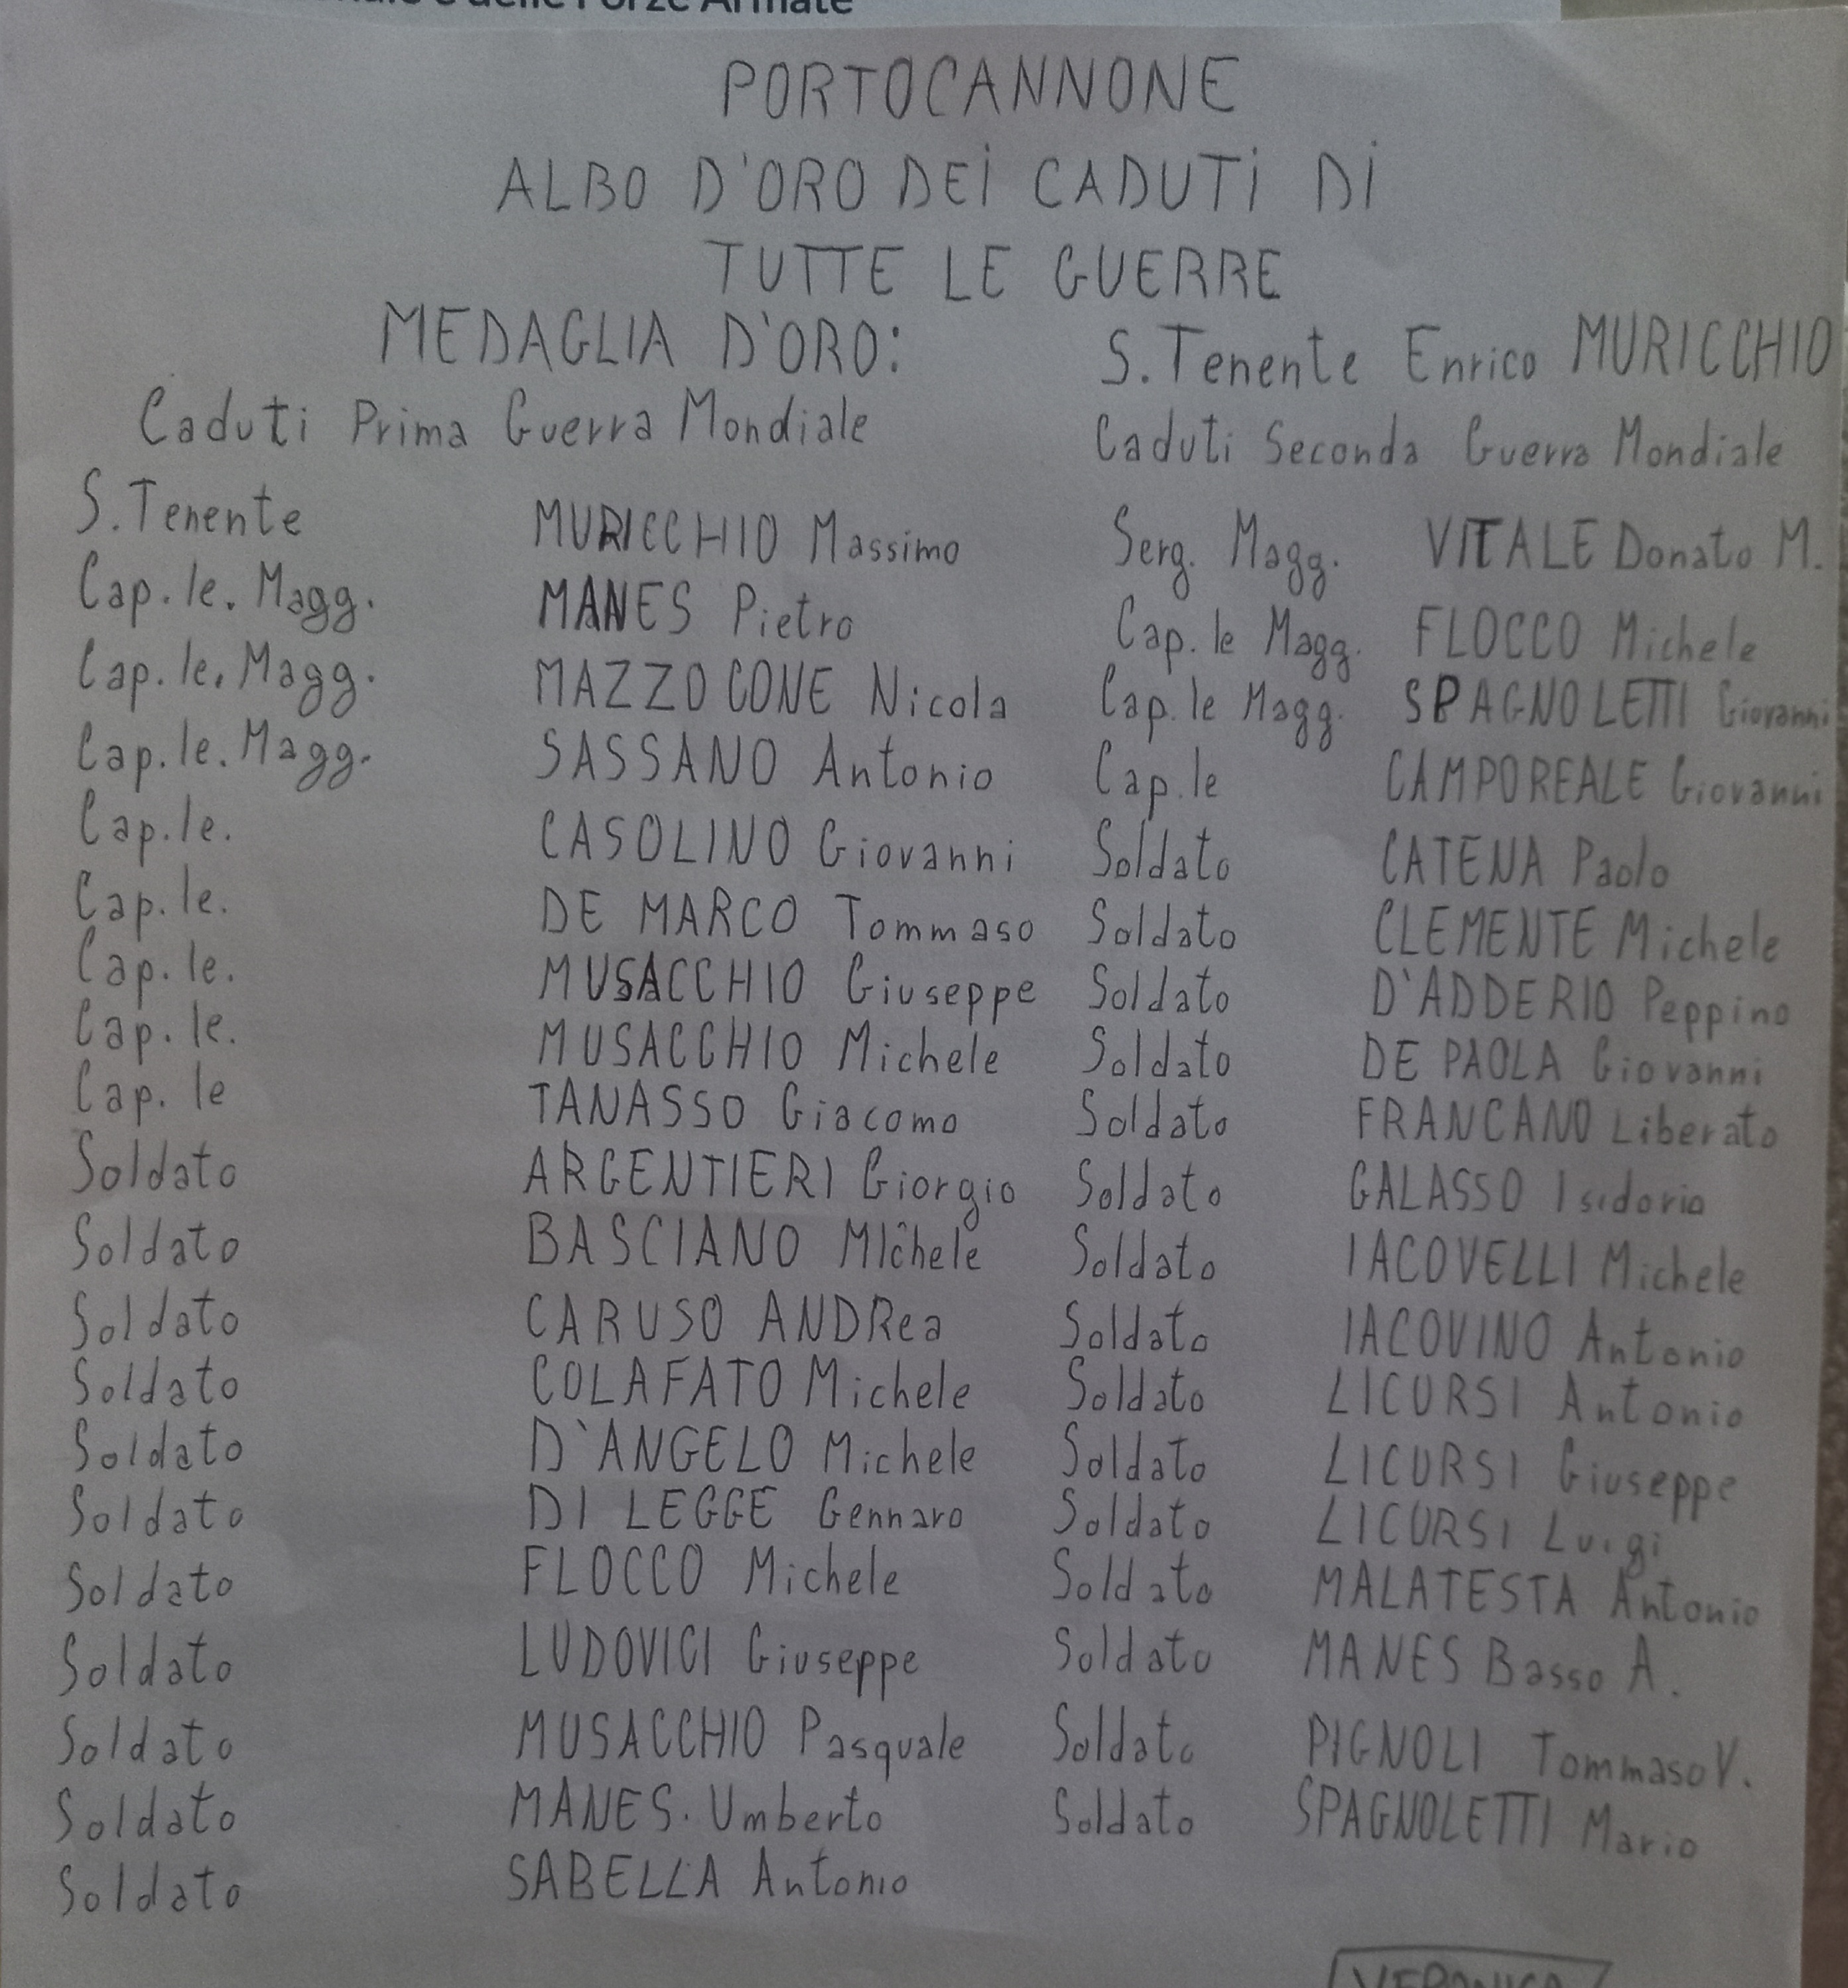 e delle Forze Armate
PORTOCANNONE
ALBO D'ORO DEI CADUTI DI
TUTTE LE GUERRE
MEDAGLIA D'ORO: S. Tenente Enrico MURICCHIO
Caduti Prima Guerra Mondiale
S. Tenente MURICCHIO Massimo
Cap.le. Magg. MANES Pietro
Cap.le. Magg. MAZZOCONE Nicola
Cap.le. Magg. SASSANO Antonio
Cap.le. CASOLINO Giovanni
Cap.le. DE MARCO Tommaso
Cap.le. MUSACCHIO Giuseppe
Cap.le. MUSACCHIO Michele
Cap. le TANASSO Giacomo
Soldato ARGENTIERI Giorgio
Soldato BASCIANO MIchele
Soldato CARUSO ANDRea
Soldato COLAFATO Michele
Soldato D'ANGELO Michele
Soldato DI LEGGE Gennaro
Soldato FLOCCO Michele
Soldato LUDOVICI Giuseppe
Soldato MUSACCHIO Pasquale
Soldato MANES. Umberto
Soldato SABELLA Antonio
Caduti Seconda Guerra Mondiale
Serg. Magg. VITALE Donato M.
Cap. le Magg. FLOCCO Michele
Cap. le Magg. SPAGNOLETTI Giovanni
Cap.le CAMPOREALE Giovanni
Soldato CATENA Paolo
Soldato CLEMENTE Michele
Soldato D'ADDERIO Peppino
Soldato DE PAOLA Giovanni
Soldato FRANCANO Liberato
Soldato GALASSO Isidorio
Soldato IACOVELLI Michele
Soldato IACOVINO Antonio
Soldato LICURSI Antonio
Soldato LICURSI Giuseppe
Soldato LICURSI Luigi
Soldato MALATESTA Antonio
Soldato MANES Basso A.
Soldato PIGNOLI Tommaso V.
Soldato SPAGNOLETTI Mario
VERONICA